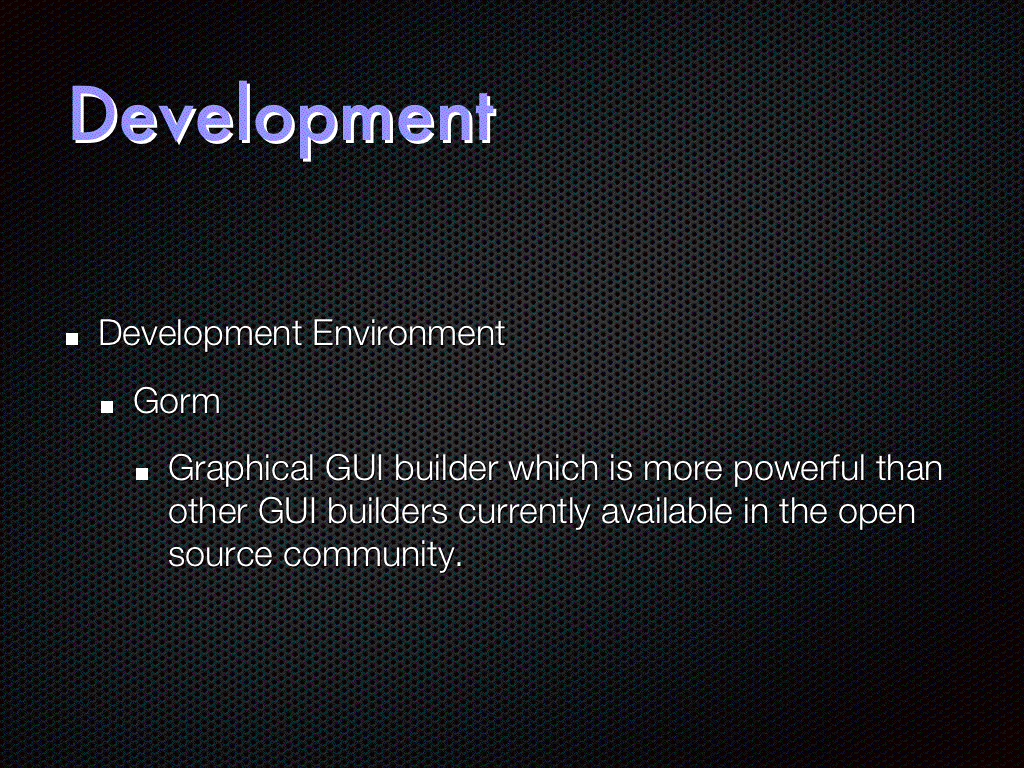 Development
Development Environment
Gorm
Graphical GUI builder which is more powerful than
other GUI builders currently available in the open
source community.